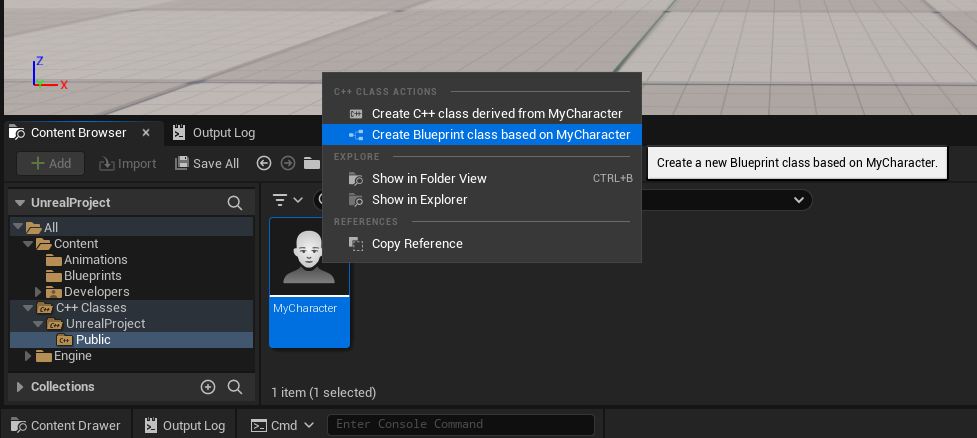 Z
X
C++ CLASS ACTIONS
Create C++ class derived from MyCharacter
Create Blueprint class based on MyCharacter
EXPLORE
Show in Folder View CTRL+B
Show in Explorer
REFERENCES
Copy Reference
Create a new Blueprint class based on MyCharacter.
Content Browser
Output Log
Add
Import
Save All
UnrealProject
All
Content
Animations
Blueprints
Developers
C++ Classes
UnrealProject
Public
Engine
Collections
MyCharacter
1 item (1 selected)
Content Drawer
Output Log
Cmd
Enter Console Command